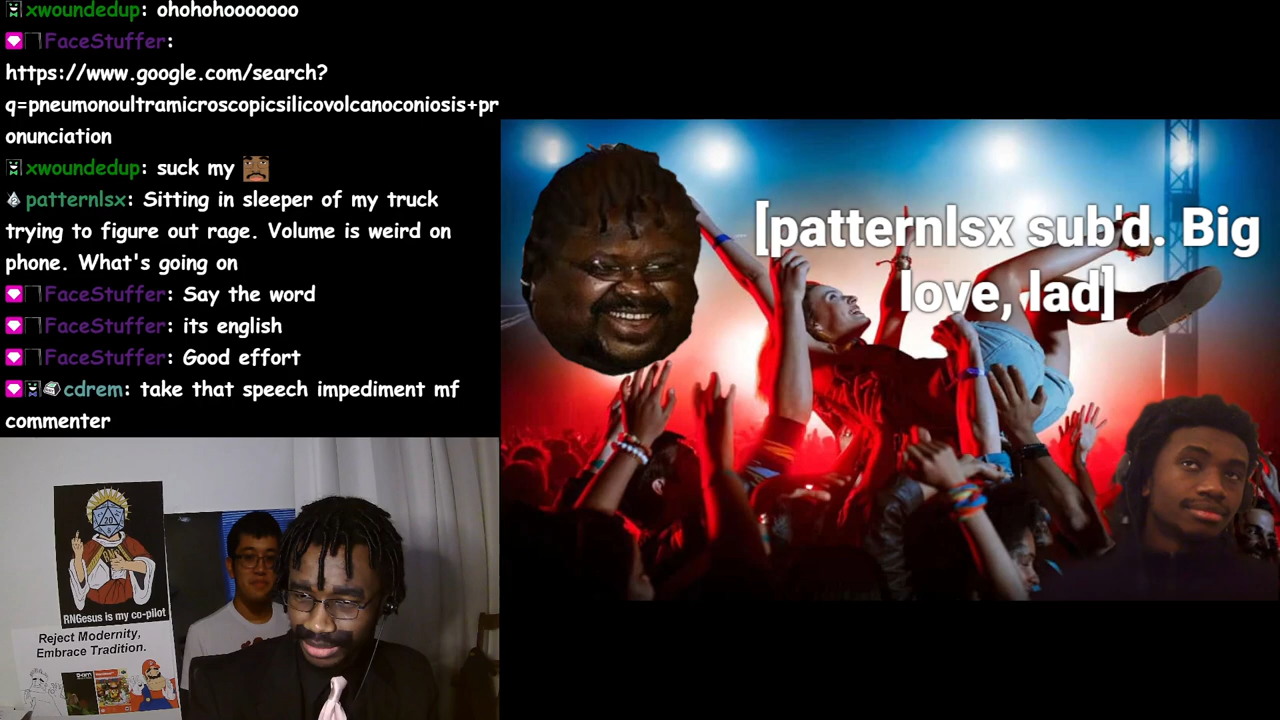 xwoundedup: ohohohooooooo
FaceStuffer:
https://www.google.com/search?
q=pneumonoultramicroscopicsilicovolcanoconiosis+pr
onunciation
xwoundedup: suck my
patternlsx: Sitting in sleeper of my truck
trying to figure out rage. Volume is weird on
phone. What's going on
FaceStuffer: Say the word
FaceStuffer: its english
FaceStuffer: Good effort
cdrem: take that speech impediment mf
commenter
[patternlsx sub'd. Big
love, lad]
20
RNGesus is my co-pilot
Reject Modernity,
Embrace Tradition.